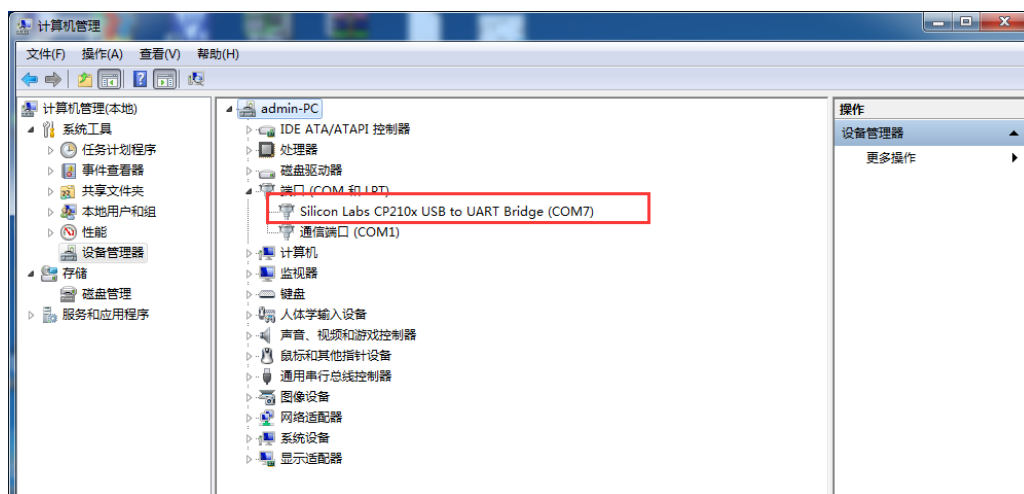 计算机管理
文件(F) 操作(A) 查看(V) 帮助(H)
计算机管理(本地)
系统工具
任务计划程序
事件查看器
共享文件夹
本地用户和组
性能
设备管理器
存储
磁盘管理
服务和应用程序
admin-PC
IDE ATA/ATAPI 控制器
处理器
磁盘驱动器
端口 (COM 和 LPT)
Silicon Labs CP210x USB to UART Bridge (COM7)
通信端口 (COM1)
计算机
监视器
键盘
人体学输入设备
声音、视频和游戏控制器
鼠标和其他指针设备
通用串行总线控制器
图像设备
网络适配器
系统设备
显示适配器
操作
设备管理器
更多操作